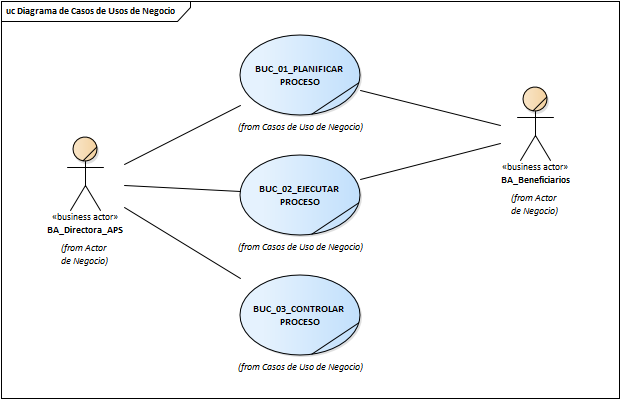 uc Diagrama de Casos de Usos de Negocio
BUC_01_PLANIFICAR
PROCESO
(from Casos de Uso de Negocio)
«business actor»
BA_Beneficiarios
(from Actor
de Negocio)
BUC_02_EJECUTAR
PROCESO
(from Casos de Uso de Negocio)
«business actor»
BA_Directora_APS
(from Actor
de Negocio)
BUC_03_CONTROLAR
PROCESO
(from Casos de Uso de Negocio)